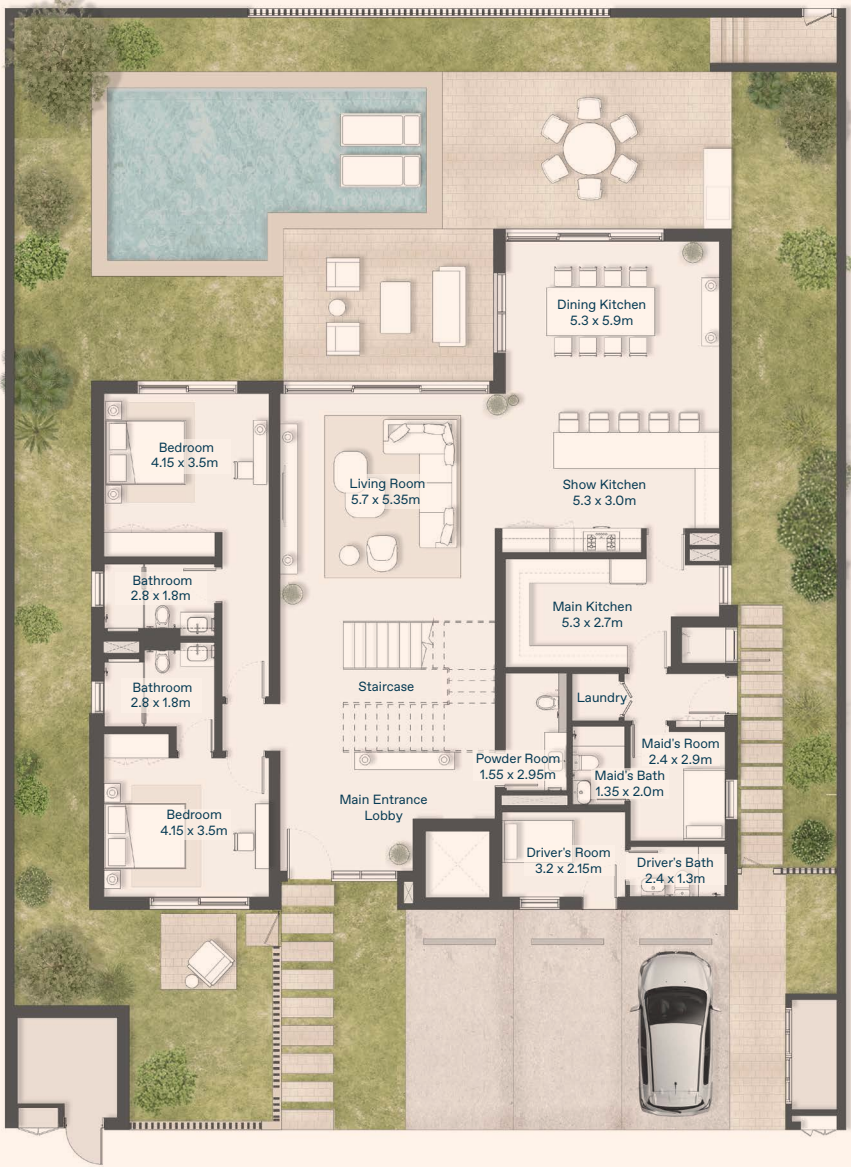 Dining Kitchen
5.3 x 5.9m
Bedroom
4.15 x 3.5m
Living Room
5.7 x 5.35m
Show Kitchen
5.3 x 3.0m
Bathroom
2.8 x 1.8m
Main Kitchen
5.3 x 2.7m
Bathroom
2.8 x 1.8m
Staircase
Laundry
Powder Room
1.55 x 2.95m
Maid's Room
2.4 x 2.9m
Maid's Bath
1.35 x 2.0m
Main Entrance
Lobby
Bedroom
4.15 x 3.5m
Driver's Room
3.2 x 2.15m
Driver's Bath
2.4 x 1.3m